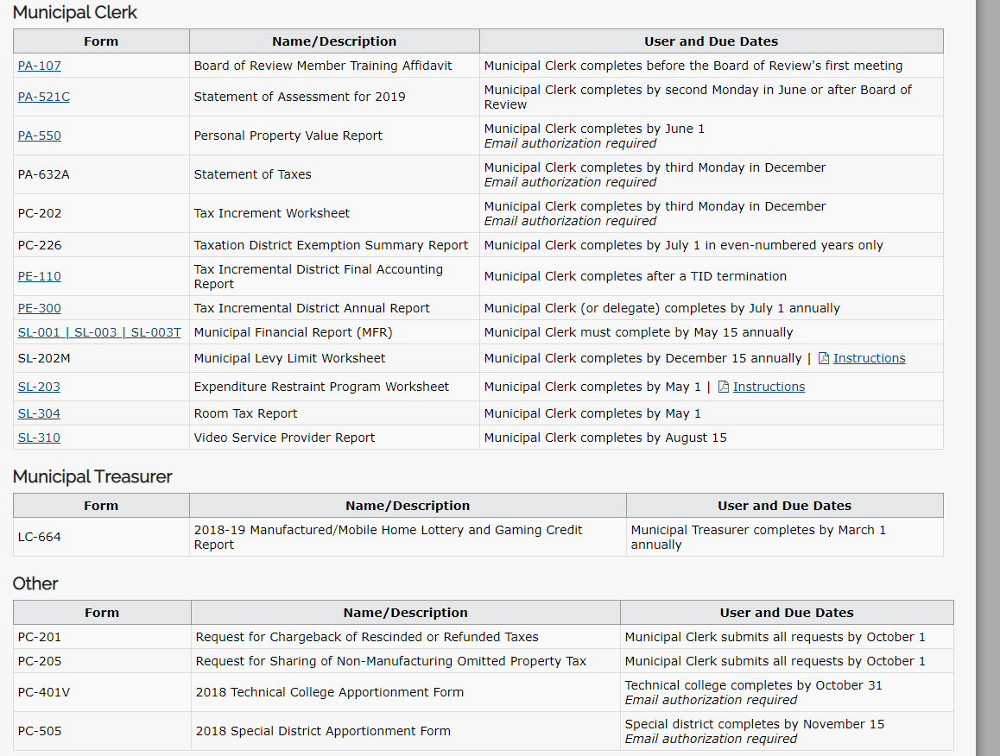 Municipal Clerk
Form Name/Description User and Due Dates
PA-107 Board of Review Member Training Affidavit Municipal Clerk completes before the Board of Review's first meeting
PA-521C Statement of Assessment for 2019 Municipal Clerk completes by second Monday in June or after Board of
Review
PA-550 Personal Property Value Report Municipal Clerk completes by June 1
Email authorization required
PA-632A Statement of Taxes Municipal Clerk completes by third Monday in December
Email authorization required
PC-202 Tax Increment Worksheet Municipal Clerk completes by third Monday in December
Email authorization required
PC-226 Taxation District Exemption Summary Report Municipal Clerk completes by July 1 in even-numbered years only
PE-110 Tax Incremental District Final Accounting
Report Municipal Clerk completes after a TID termination
PE-300 Tax Incremental District Annual Report Municipal Clerk (or delegate) completes by July 1 annually
SL-001 | SL-003 | SL-003T Municipal Financial Report (MFR) Municipal Clerk must complete by May 15 annually
SL-202M Municipal Levy Limit Worksheet Municipal Clerk completes by December 15 annually | Instructions
SL-203 Expenditure Restraint Program Worksheet Municipal Clerk completes by May 1 | Instructions
SL-304 Room Tax Report Municipal Clerk completes by May 1
SL-310 Video Service Provider Report Municipal Clerk completes by August 15
Municipal Treasurer
Form Name/Description User and Due Dates
LC-664 2018-19 Manufactured/Mobile Home Lottery and Gaming Credit
Report Municipal Treasurer completes by March 1
annually
Other
Form Name/Description User and Due Dates
PC-201 Request for Chargeback of Rescinded or Refunded Taxes Municipal Clerk submits all requests by October 1
PC-205 Request for Sharing of Non-Manufacturing Omitted Property Tax Municipal Clerk submits all requests by October 1
PC-401V 2018 Technical College Apportionment Form Technical college completes by October 31
Email authorization required
PC-505 2018 Special District Apportionment Form Special district completes by November 15
Email authorization required